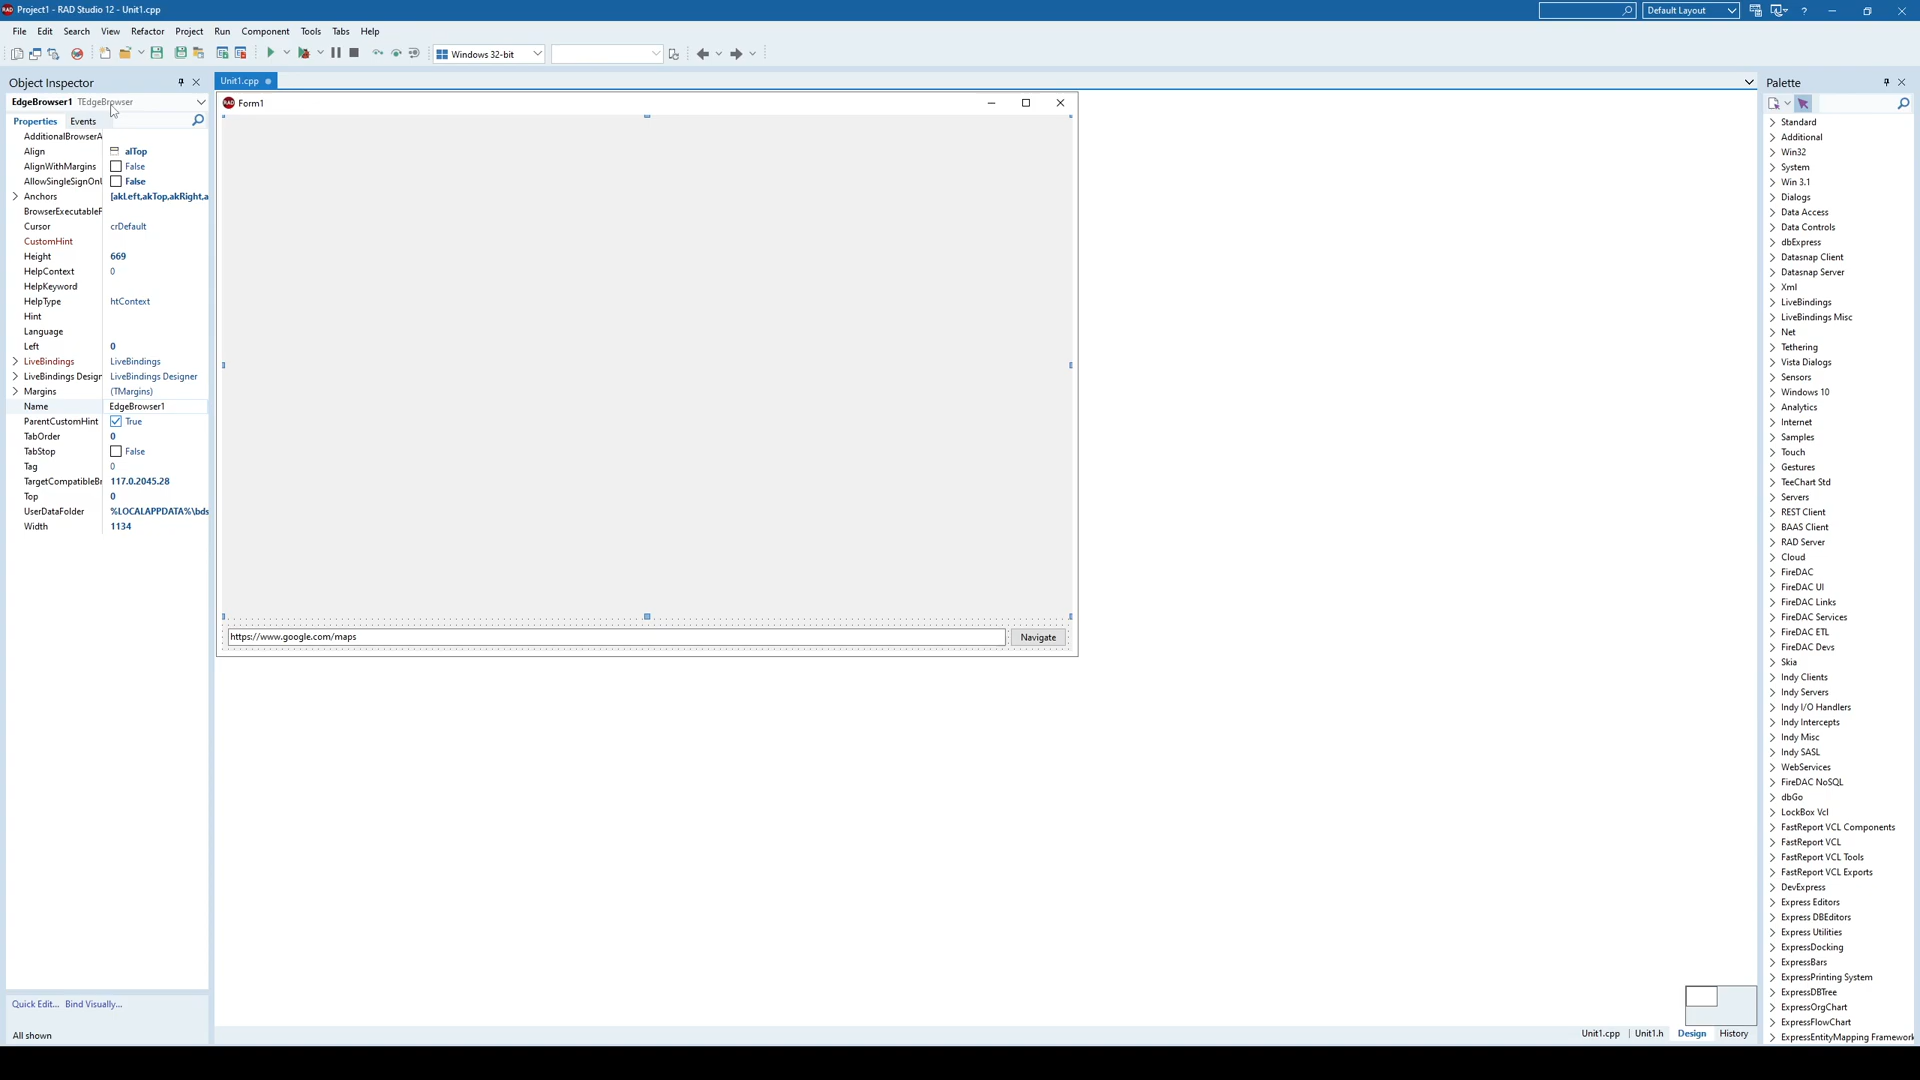 Project1 - RAD Studio 12 - Unit1.cpp
Default Layout
?
File Edit Search View Refactor Project Run Component Tools Tabs Help
Windows 32-bit
Object Inspector
EdgeBrowser1 TEdgeBrowser
Properties Events
AdditionalBrowserA
Align alTop
AlignWithMargins False
AllowSingleSignOnU False
Anchors [akLeft,akTop,akRight,a
BrowserExecutableF
Cursor crDefault
CustomHint
Height 669
HelpContext 0
HelpKeyword
HelpType htContext
Hint
Language
Left 0
LiveBindings LiveBindings
LiveBindings Design LiveBindings Designer
Margins (TMargins)
Name EdgeBrowser1
ParentCustomHint True
TabOrder 0
TabStop False
Tag 0
TargetCompatibleBr 117.0.2045.28
Top 0
UserDataFolder %LOCALAPPDATA%\bds
Width 1134
Quick Edit... Bind Visually...
All shown
Unit1.cpp
Form1
https://www.google.com/maps
Navigate
Unit1.cpp Unit1.h Design History
Palette
Standard
Additional
Win32
System
Win 3.1
Dialogs
Data Access
Data Controls
dbExpress
Datasnap Client
Datasnap Server
Xml
LiveBindings
LiveBindings Misc
Net
Tethering
Vista Dialogs
Sensors
Windows 10
Analytics
Internet
Samples
Touch
Gestures
TeeChart Std
Servers
REST Client
BAAS Client
RAD Server
Cloud
FireDAC
FireDAC UI
FireDAC Links
FireDAC Services
FireDAC ETL
FireDAC Devs
Skia
Indy Clients
Indy Servers
Indy I/O Handlers
Indy Intercepts
Indy Misc
Indy SASL
WebServices
FireDAC NoSQL
dbGo
LockBox Vcl
FastReport VCL Components
FastReport VCL
FastReport VCL Tools
FastReport VCL Exports
DevExpress
Express Editors
Express DBEditors
Express Utilities
ExpressDocking
ExpressBars
ExpressPrinting System
ExpressDBTree
ExpressOrgChart
ExpressFlowChart
ExpressEntityMapping Framework